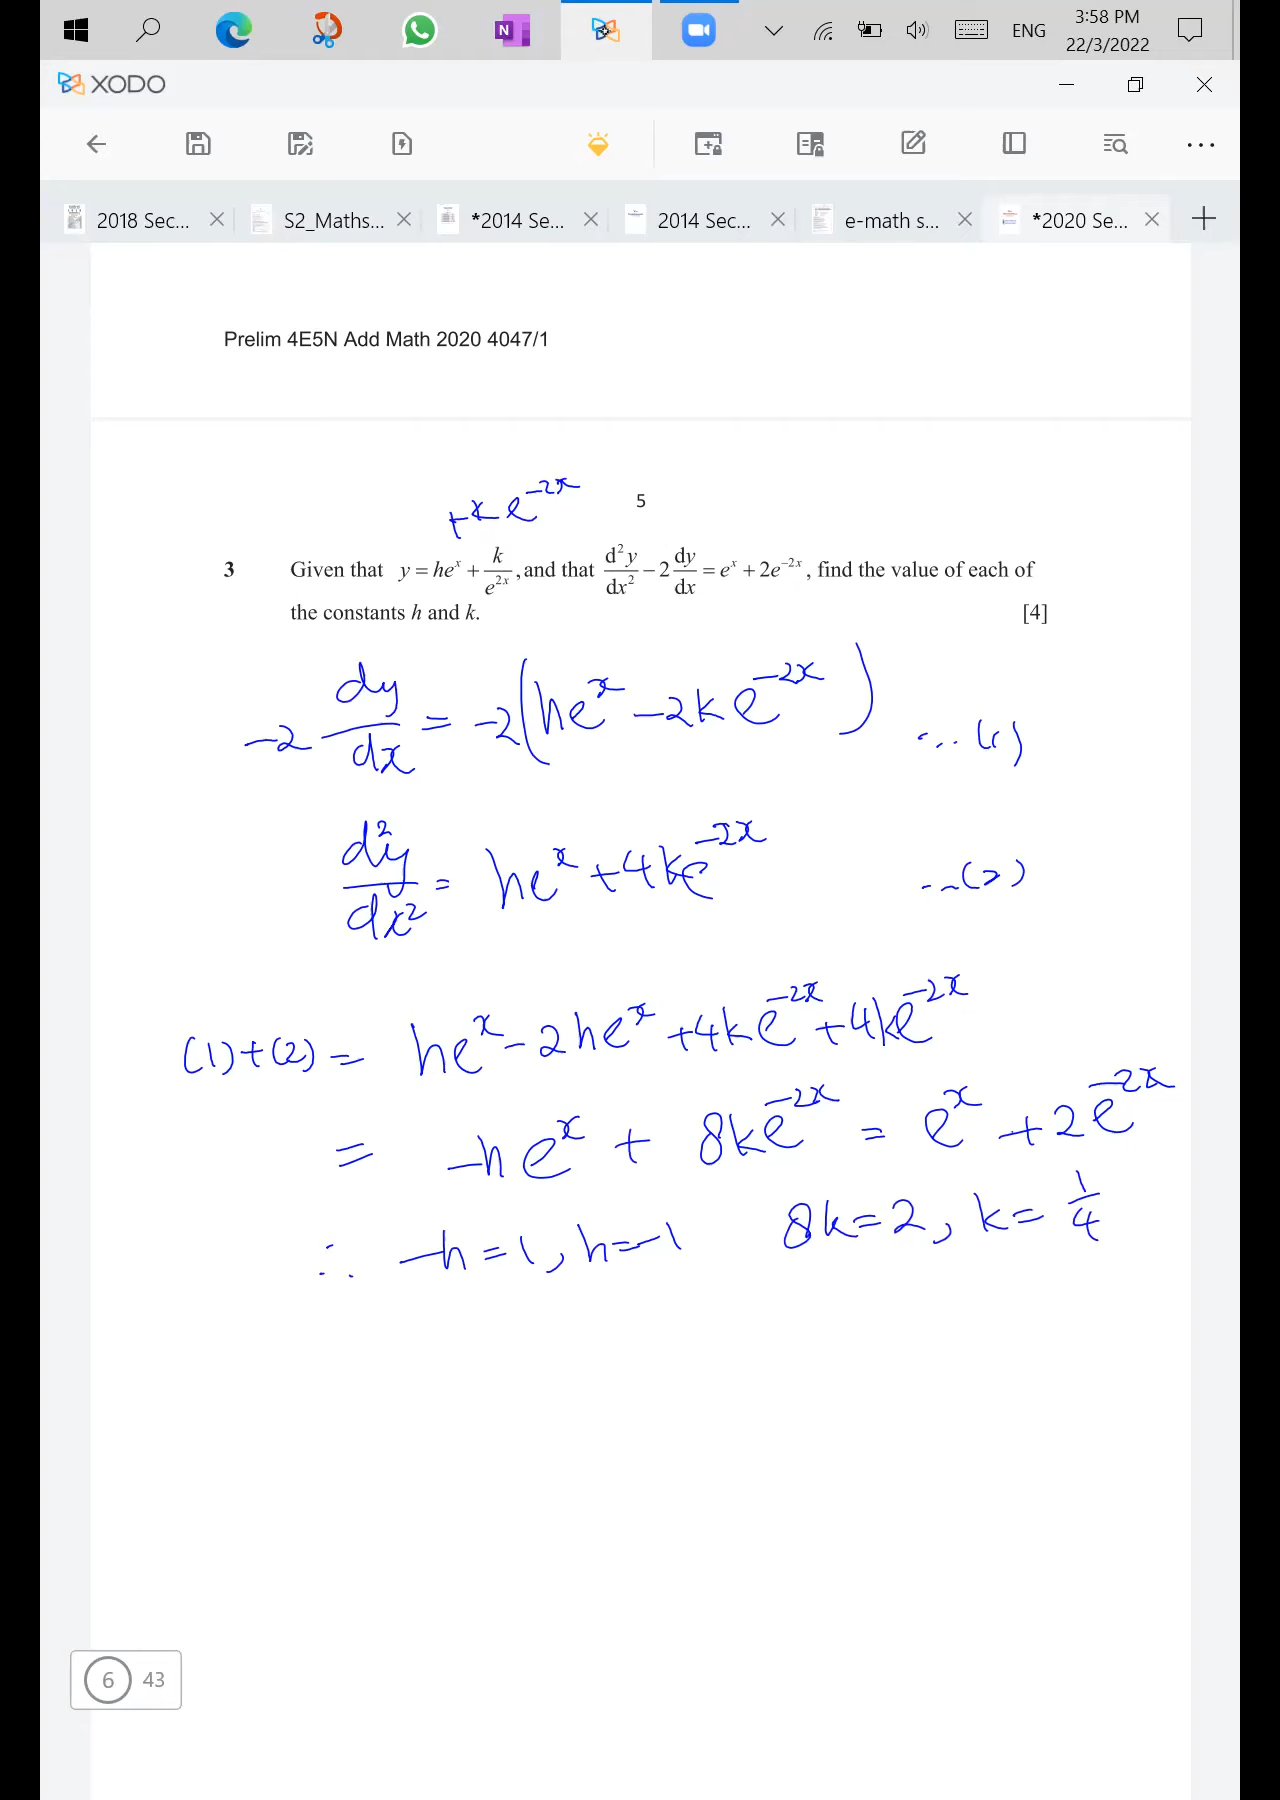 3:58 PM
ENG
22/3/2022
XODO
2018 Sec... S2_Maths... *2014 Se... 2014 Sec... e-math s... *2020 Se...
Prelim 4E5N Add Math 2020 4047/1
+k e^{-2x}
5
3 Given that y = he^x + k/e^{2x}, and that d²y/dx² − 2 dy/dx = e^x + 2e^{−2x}, find the value of each of
the constants h and k. [4]
−2 dy/dx = −2(he^x − 2ke^{−2x}) ...(1)
d²y/dx² = he^x + 4ke^{−2x} ...(2)
(1)+(2) = he^x − 2he^x + 4ke^{−2x} + 4ke^{−2x}
= −he^x + 8ke^{−2x} = e^x + 2e^{−2x}
∴ −h = 1, h = −1 8k = 2, k = 1/4
6 43